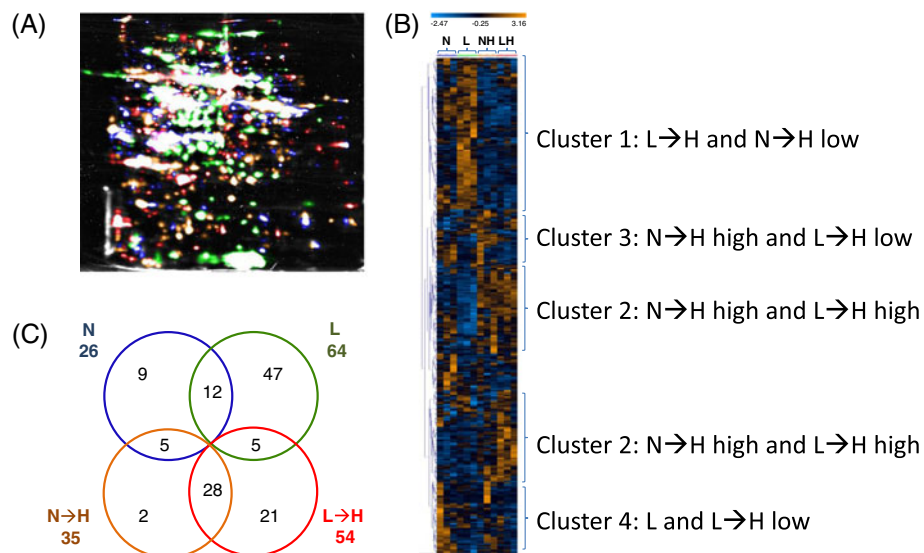 (A)
(B)
-2.47 -0.25 3.16
N L NH LH
Cluster 1: L→H and N→H low
Cluster 3: N→H high and L→H low
Cluster 2: N→H high and L→H high
Cluster 2: N→H high and L→H high
Cluster 4: L and L→H low
(C)
N
26
L
64
9
12
47
5
5
28
2
21
N→H
35
L→H
54